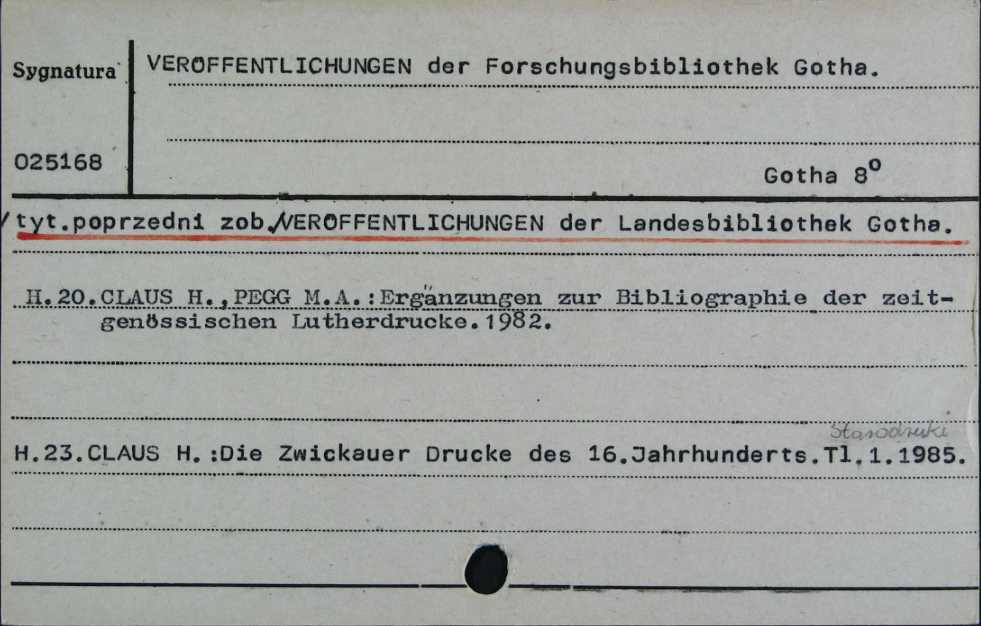 Sygnatura
VERÖFFENTLICHUNGEN der Forschungsbibliothek Gotha.
025168
Gotha 8º
/tyt.poprzedni zob./VERÖFFENTLICHUNGEN der Landesbibliothek Gotha.
H.20.CLAUS H.,PEGG M.A.:Ergänzungen zur Bibliographie der zeit-
genössischen Lutherdrucke.1982.
Starodruki
H.23.CLAUS H.:Die Zwickauer Drucke des 16.Jahrhunderts.Tl.1.1985.